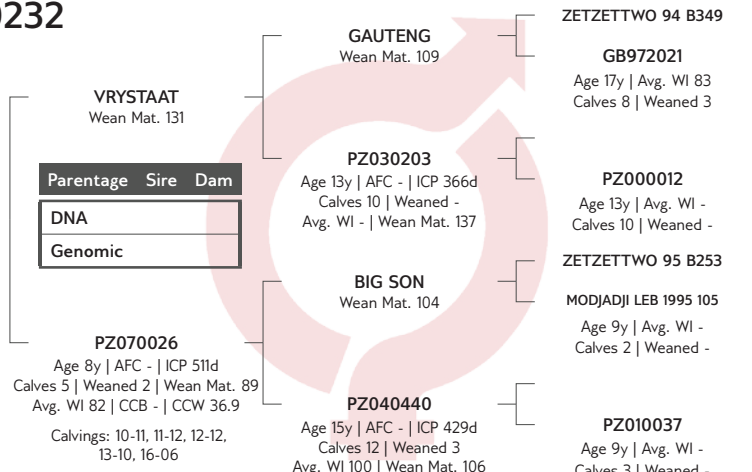 0232
VRYSTAAT
Wean Mat. 131
Parentage Sire Dam
DNA
Genomic
PZ070026
Age 8y | AFC - | ICP 511d
Calves 5 | Weaned 2 | Wean Mat. 89
Avg. WI 82 | CCB - | CCW 36.9
Calvings: 10-11, 11-12, 12-12,
13-10, 16-06
GAUTENG
Wean Mat. 109
PZ030203
Age 13y | AFC - | ICP 366d
Calves 10 | Weaned -
Avg. WI - | Wean Mat. 137
BIG SON
Wean Mat. 104
PZ040440
Age 15y | AFC - | ICP 429d
Calves 12 | Weaned 3
Avg. WI 100 | Wean Mat. 106
ZETZETTWO 94 B349
GB972021
Age 17y | Avg. WI 83
Calves 8 | Weaned 3
PZ000012
Age 13y | Avg. WI -
Calves 10 | Weaned -
ZETZETTWO 95 B253
MODJADJI LEB 1995 105
Age 9y | Avg. WI -
Calves 2 | Weaned -
PZ010037
Age 9y | Avg. WI -
Calves 3 | Weaned -